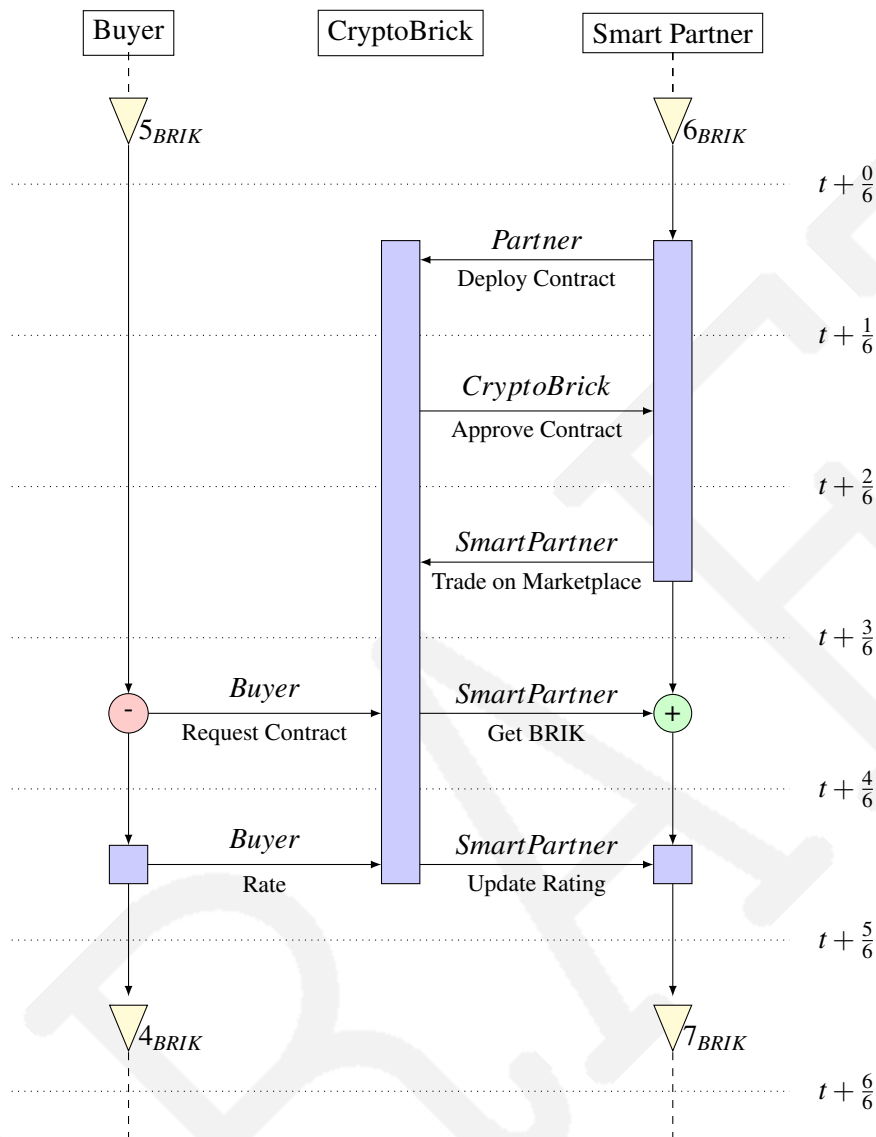 Buyer CryptoBrick Smart Partner
5BRIK 6BRIK
t + 0/6
Partner
Deploy Contract
t + 1/6
CryptoBrick
Approve Contract
t + 2/6
SmartPartner
Trade on Marketplace
t + 3/6
Buyer SmartPartner
- +
Request Contract Get BRIK
t + 4/6
Buyer SmartPartner
Rate Update Rating
t + 5/6
4BRIK 7BRIK
t + 6/6